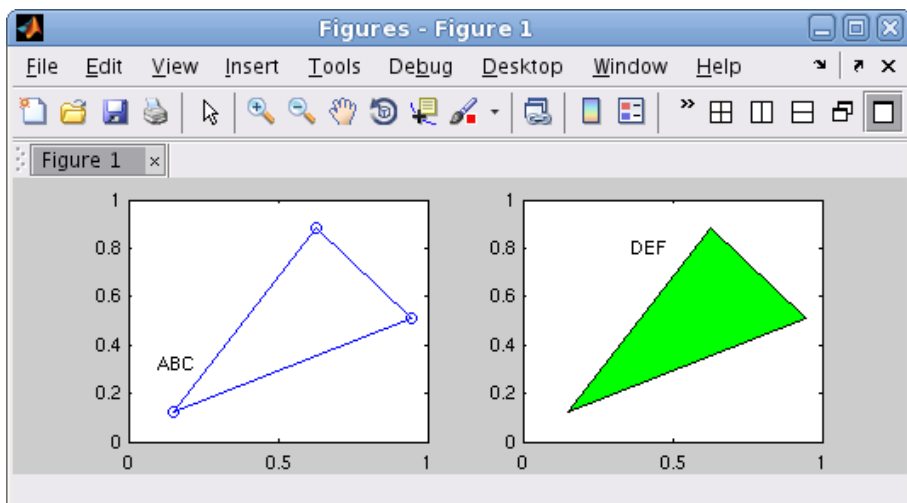 Figures - Figure 1
File Edit View Insert Tools Debug Desktop Window Help
Figure 1
1
0.8
0.6
0.4
0.2
0
0 0.5 1
ABC
1
0.8
0.6
0.4
0.2
0
0 0.5 1
DEF